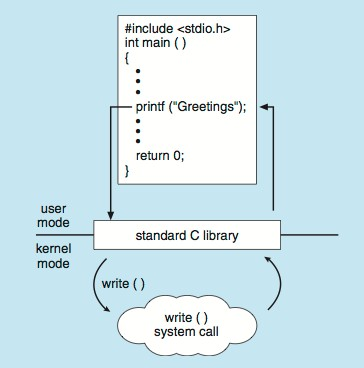 #include <stdio.h>
int main ( )
{
•
•
•
printf ("Greetings");
•
•
•
return 0;
}
user
mode
standard C library
kernel
mode
write ( )
write ( )
system call